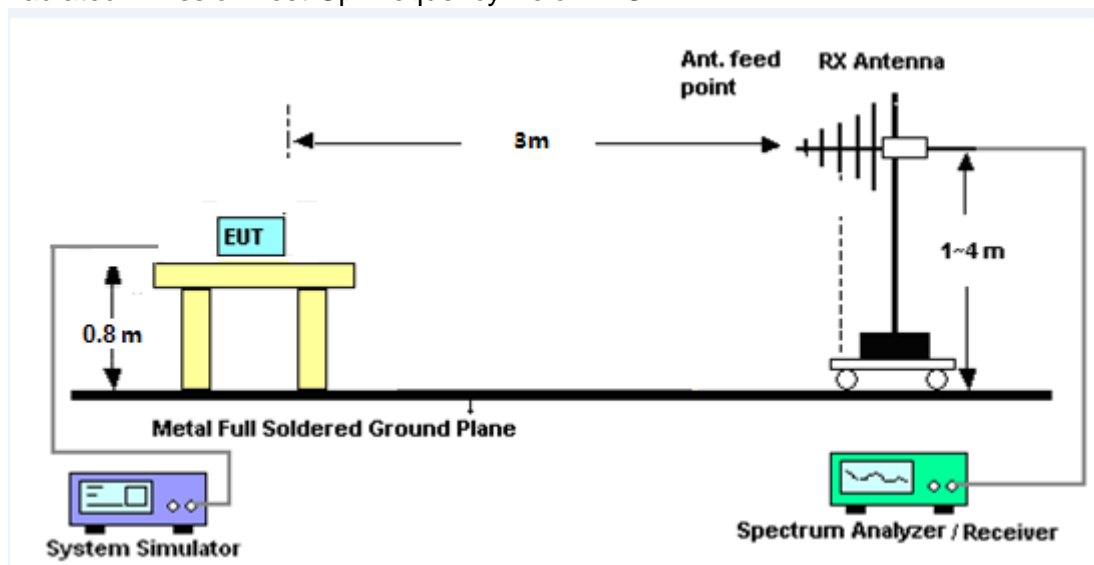 Ant. feed
point
RX Antenna
3m
EUT
1~4 m
0.8 m
Metal Full Soldered Ground Plane
Spectrum Analyzer / Receiver
System Simulator